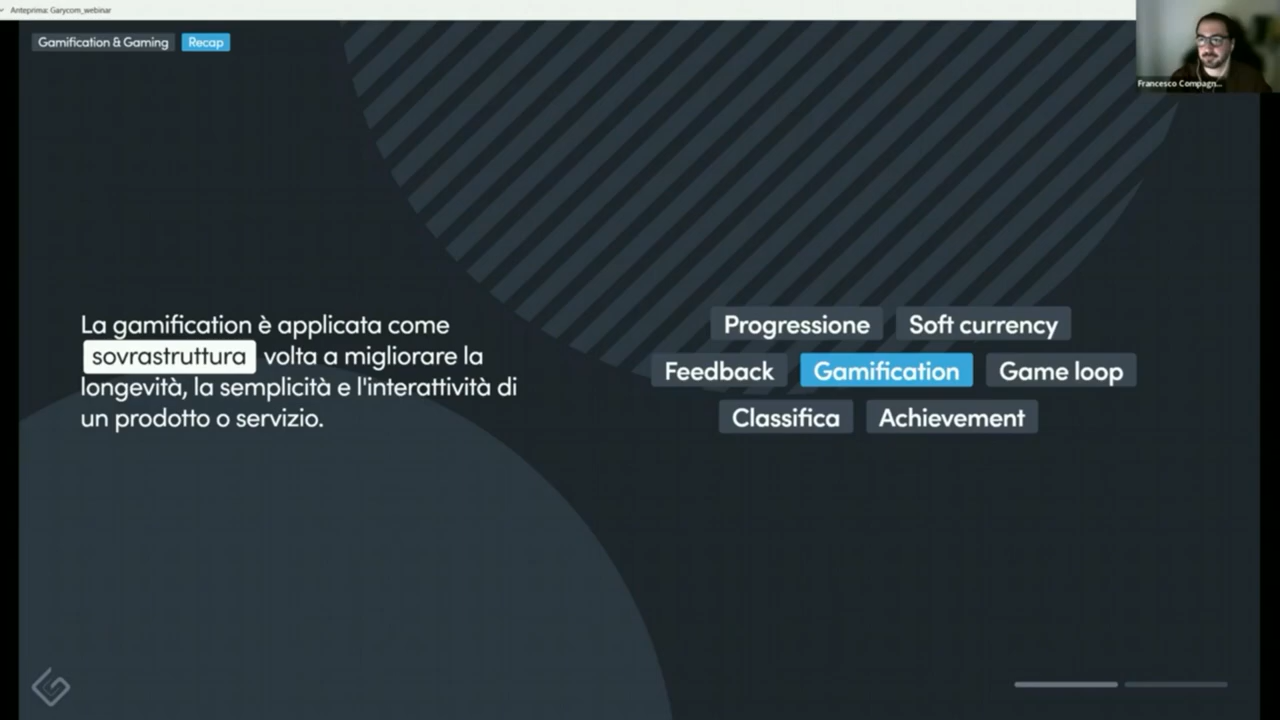 Anteprima: Garycom_webinar
Gamification & Gaming Recap
Francesco Compagn...
La gamification è applicata come
sovrastruttura volta a migliorare la
longevità, la semplicità e l'interattività di
un prodotto o servizio.
Progressione Soft currency
Feedback Gamification Game loop
Classifica Achievement